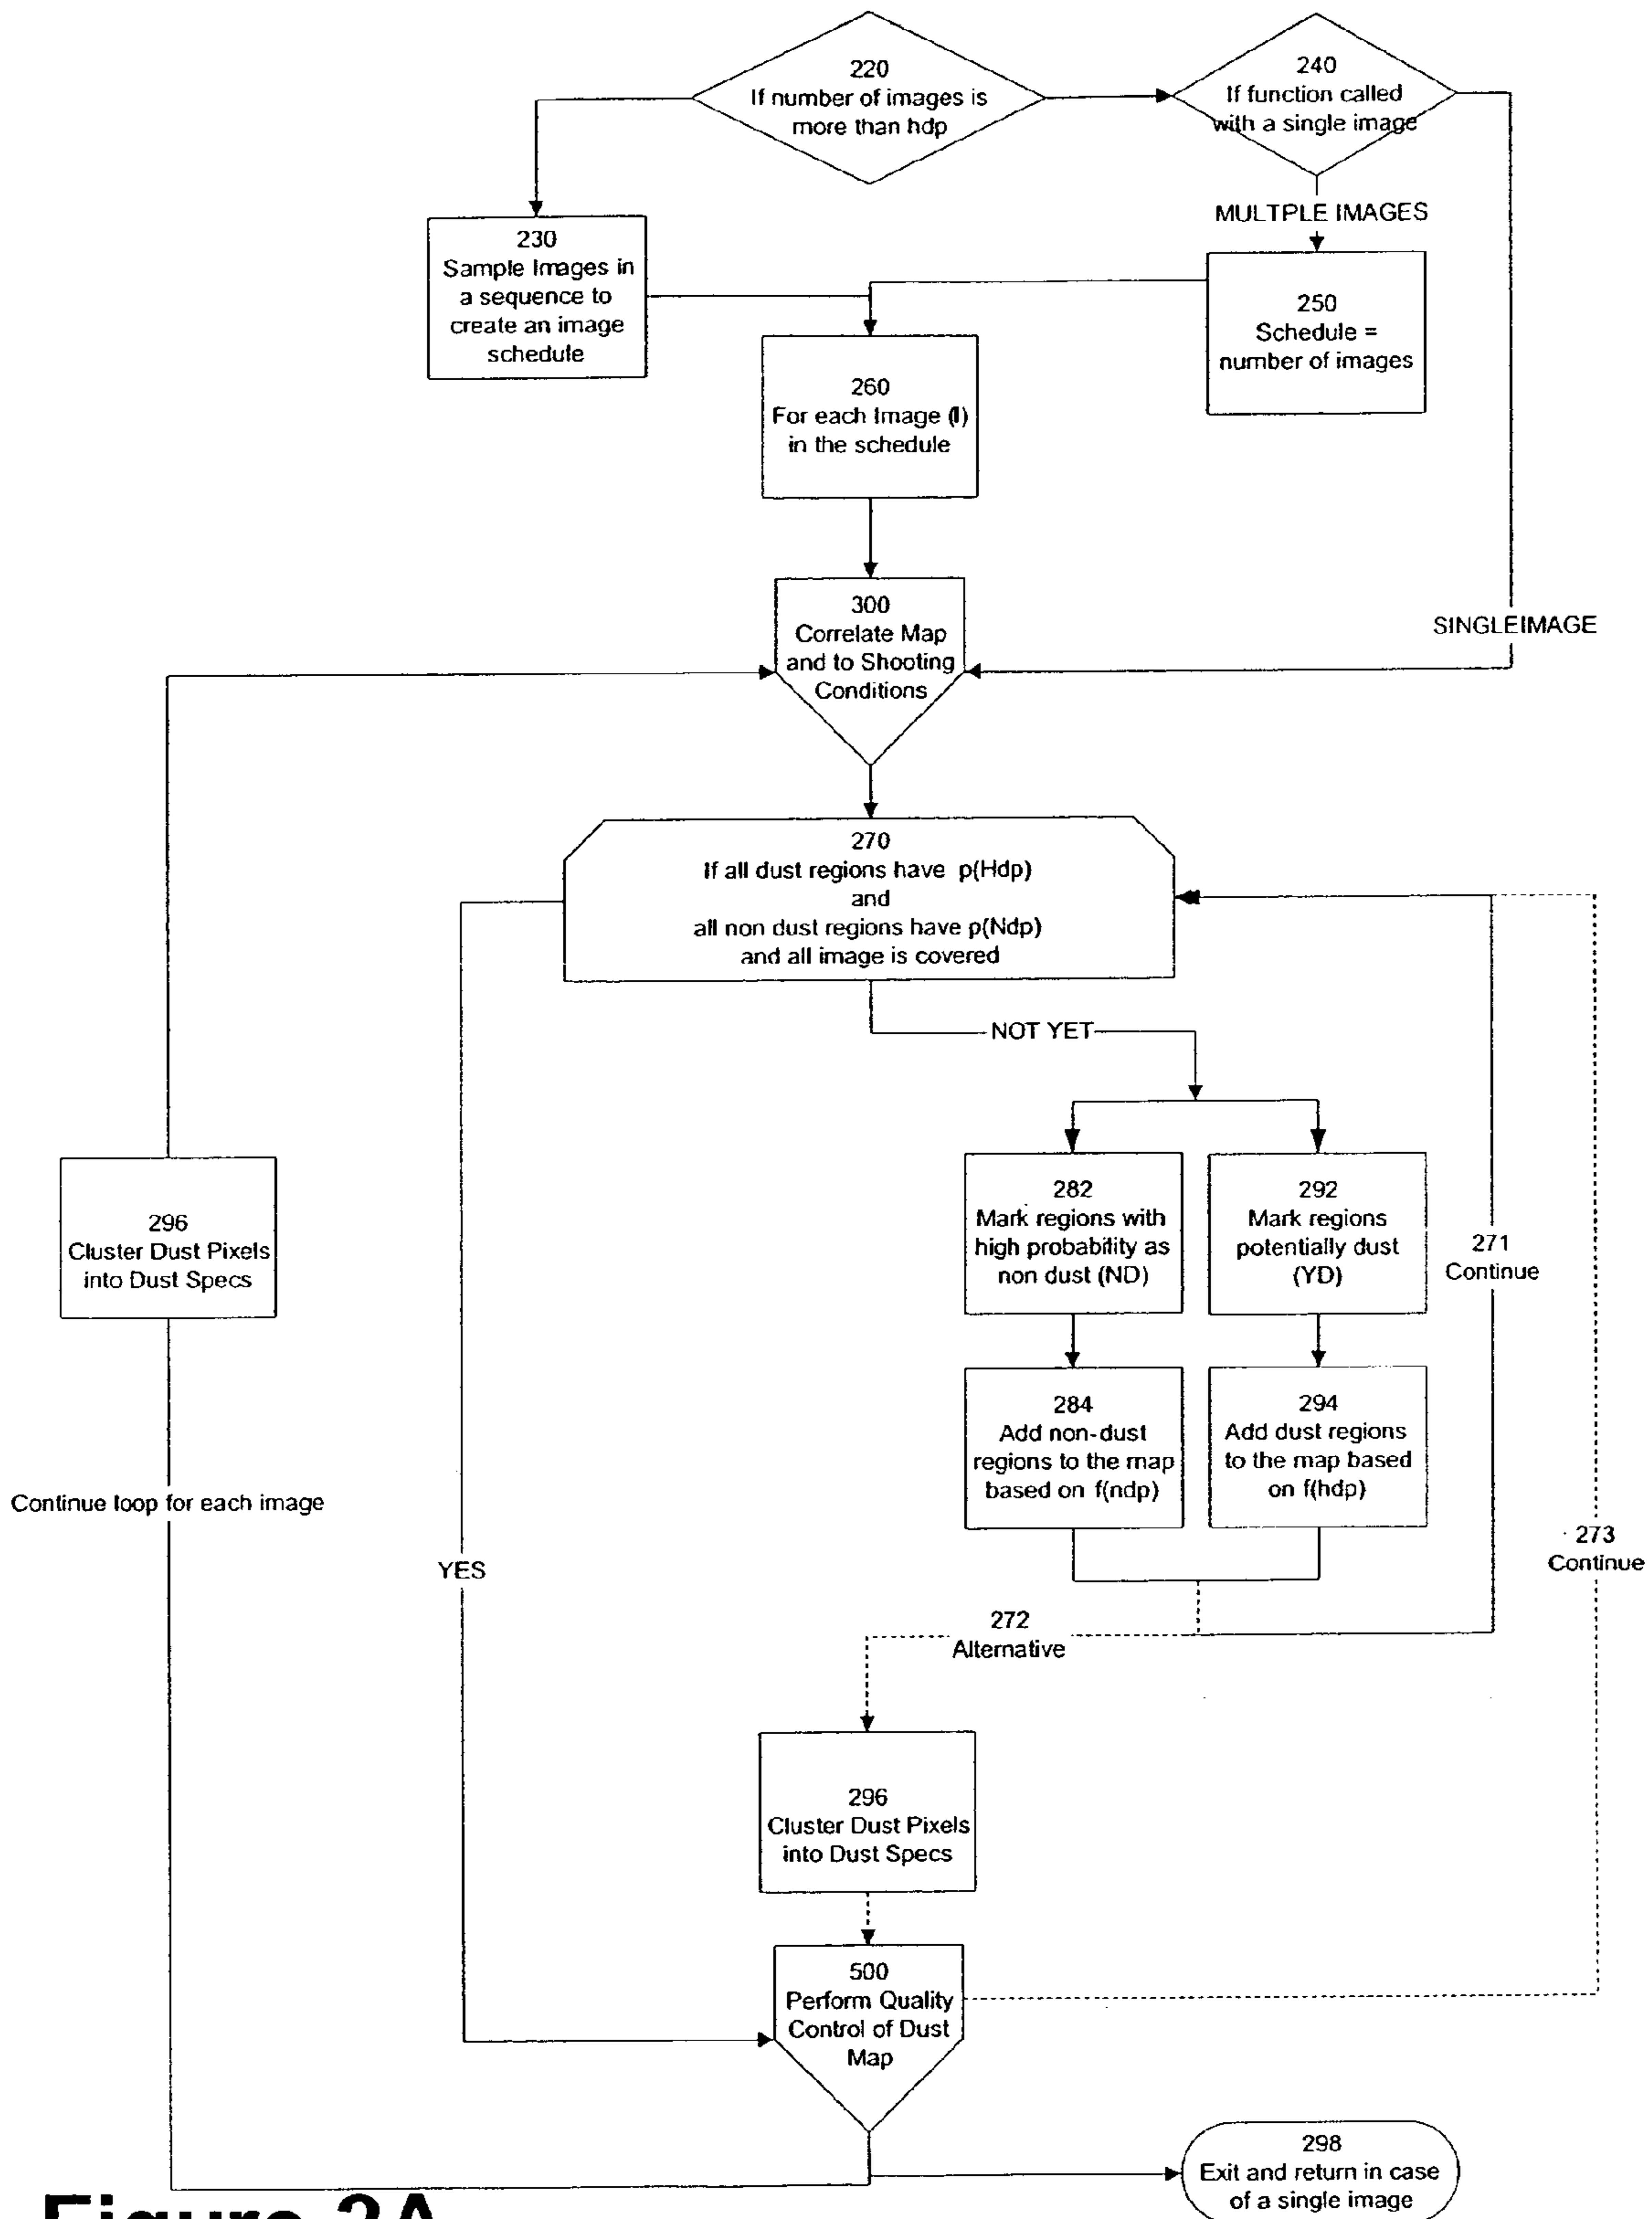 220
If number of images is
more than hdp
240
If function called
with a single image
MULTPLE IMAGES
230
Sample Images in
a sequence to
create an image
schedule
250
Schedule =
number of images
260
For each Image (I)
in the schedule
300
Correlate Map
and to Shooting
Conditions
SINGLEIMAGE
270
If all dust regions have p(Hdp)
and
all non dust regions have p(Ndp)
and all image is covered
NOT YET
282
Mark regions with
high probability as
non dust (ND)
292
Mark regions
potentially dust
(YD)
271
Continue
296
Cluster Dust Pixels
into Dust Specs
284
Add non-dust
regions to the map
based on f(ndp)
294
Add dust regions
to the map based
on f(hdp)
Continue loop for each image
273
Continue
YES
272
Alternative
296
Cluster Dust Pixels
into Dust Specs
500
Perform Quality
Control of Dust
Map
298
Exit and return in case
of a single image
Figure 2A